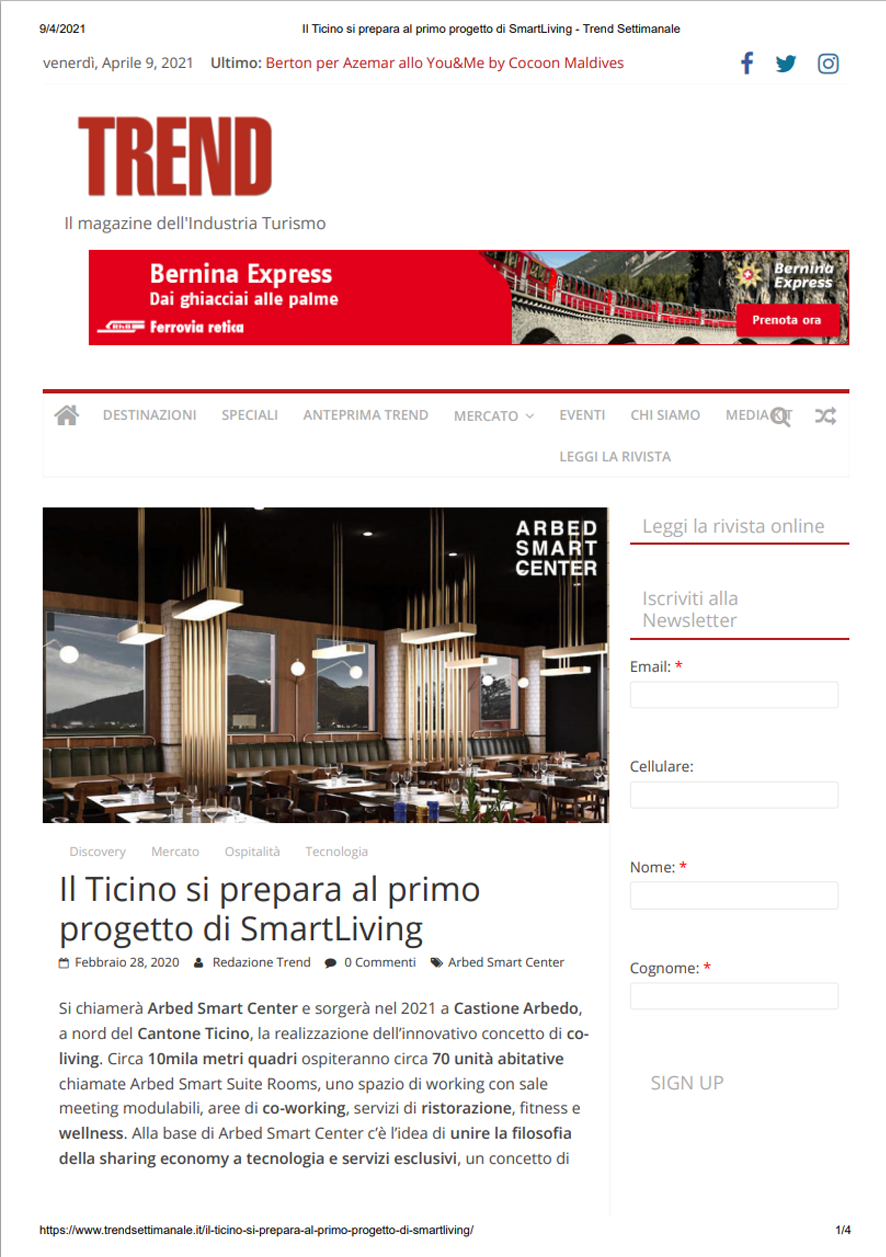 9/4/2021 Il Ticino si prepara al primo progetto di SmartLiving - Trend Settimanale
venerdì, Aprile 9, 2021 Ultimo: Berton per Azemar allo You&Me by Cocoon Maldives
TREND
Il magazine dell'Industria Turismo
Bernina Express
Dai ghiacciai alle palme
RhB Ferrovia retica
Bernina
Express
Prenota ora
DESTINAZIONI SPECIALI ANTEPRIMA TREND MERCATO EVENTI CHI SIAMO MEDIA KIT
LEGGI LA RIVISTA
ARBED
SMART
CENTER
Discovery Mercato Ospitalità Tecnologia
Il Ticino si prepara al primo
progetto di SmartLiving
Febbraio 28, 2020 Redazione Trend 0 Commenti Arbed Smart Center
Si chiamerà Arbed Smart Center e sorgerà nel 2021 a Castione Arbedo,
a nord del Cantone Ticino, la realizzazione dell’innovativo concetto di co-
living. Circa 10mila metri quadri ospiteranno circa 70 unità abitative
chiamate Arbed Smart Suite Rooms, uno spazio di working con sale
meeting modulabili, aree di co-working, servizi di ristorazione, fitness e
wellness. Alla base di Arbed Smart Center c’è l’idea di unire la filosofia
della sharing economy a tecnologia e servizi esclusivi, un concetto di
Leggi la rivista online
Iscriviti alla
Newsletter
Email: *
Cellulare:
Nome: *
Cognome: *
SIGN UP
https://www.trendsettimanale.it/il-ticino-si-prepara-al-primo-progetto-di-smartliving/ 1/4